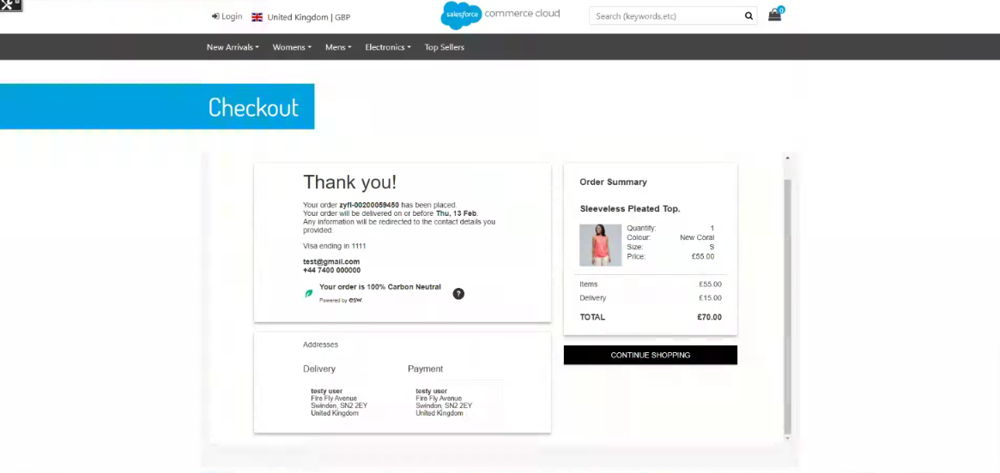 Login
United Kingdom | GBP
salesforce commerce cloud
Search (keywords,etc)
0
New Arrivals Womens Mens Electronics Top Sellers
Checkout
Thank you!
Your order zyfl-00200059450 has been placed.
Your order will be delivered on or before Thu, 13 Feb.
Any information will be redirected to the contact details you
provided.
Visa ending in 1111
test@gmail.com
+44 7400 000000
Your order is 100% Carbon Neutral
Powered by esw.
?
Addresses
Delivery
testy user
Fire Fly Avenue
Swindon, SN2 2EY
United Kingdom
Payment
testy user
Fire Fly Avenue
Swindon, SN2 2EY
United Kingdom
Order Summary
Sleeveless Pleated Top.
Quantity: 1
Colour: New Coral
Size: S
Price: £55.00
Items £55.00
Delivery £15.00
TOTAL £70.00
CONTINUE SHOPPING